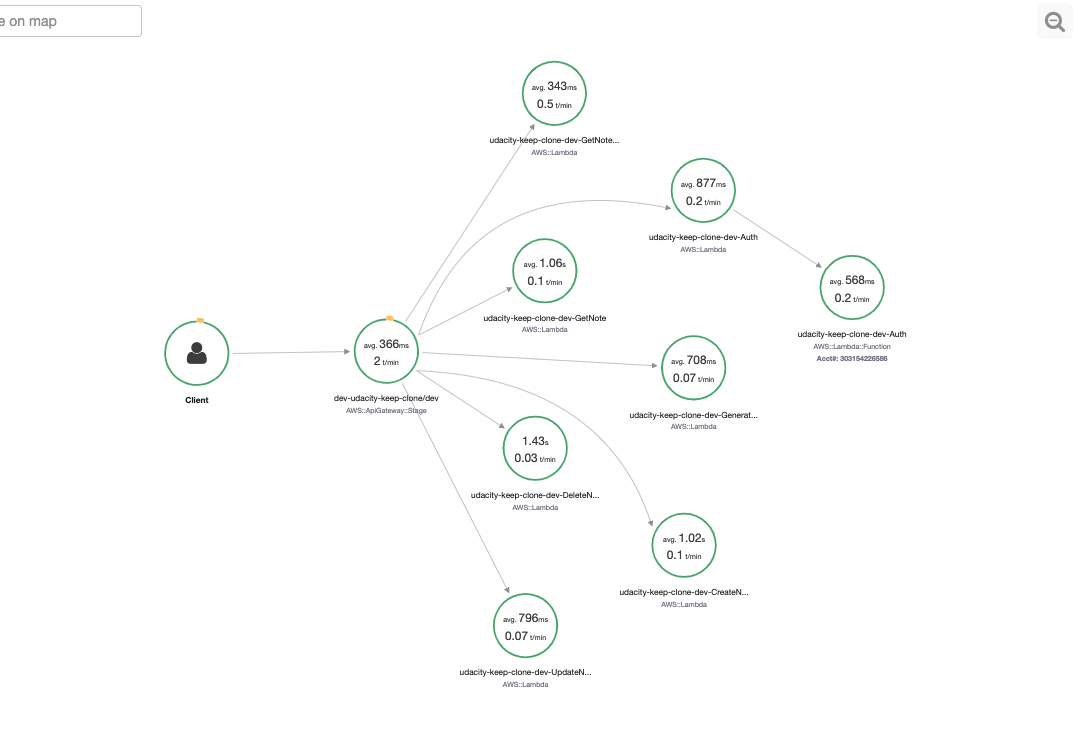 e on map
avg. 343ms
0.5 t/min
udacity-keep-clone-dev-GetNote...
AWS::Lambda
avg. 877ms
0.2 t/min
udacity-keep-clone-dev-Auth
AWS::Lambda
avg. 1.06s
0.1 t/min
udacity-keep-clone-dev-GetNote
AWS::Lambda
avg. 568ms
0.2 t/min
udacity-keep-clone-dev-Auth
AWS::Lambda::Function
Acct#: 303154226586
Client
avg. 366ms
2 t/min
dev-udacity-keep-clone/dev
AWS::ApiGateway::Stage
avg. 708ms
0.07 t/min
udacity-keep-clone-dev-Generat...
AWS::Lambda
1.43s
0.03 t/min
udacity-keep-clone-dev-DeleteN...
AWS::Lambda
avg. 1.02s
0.1 t/min
udacity-keep-clone-dev-CreateN...
AWS::Lambda
avg. 796ms
0.07 t/min
udacity-keep-clone-dev-UpdateN...
AWS::Lambda